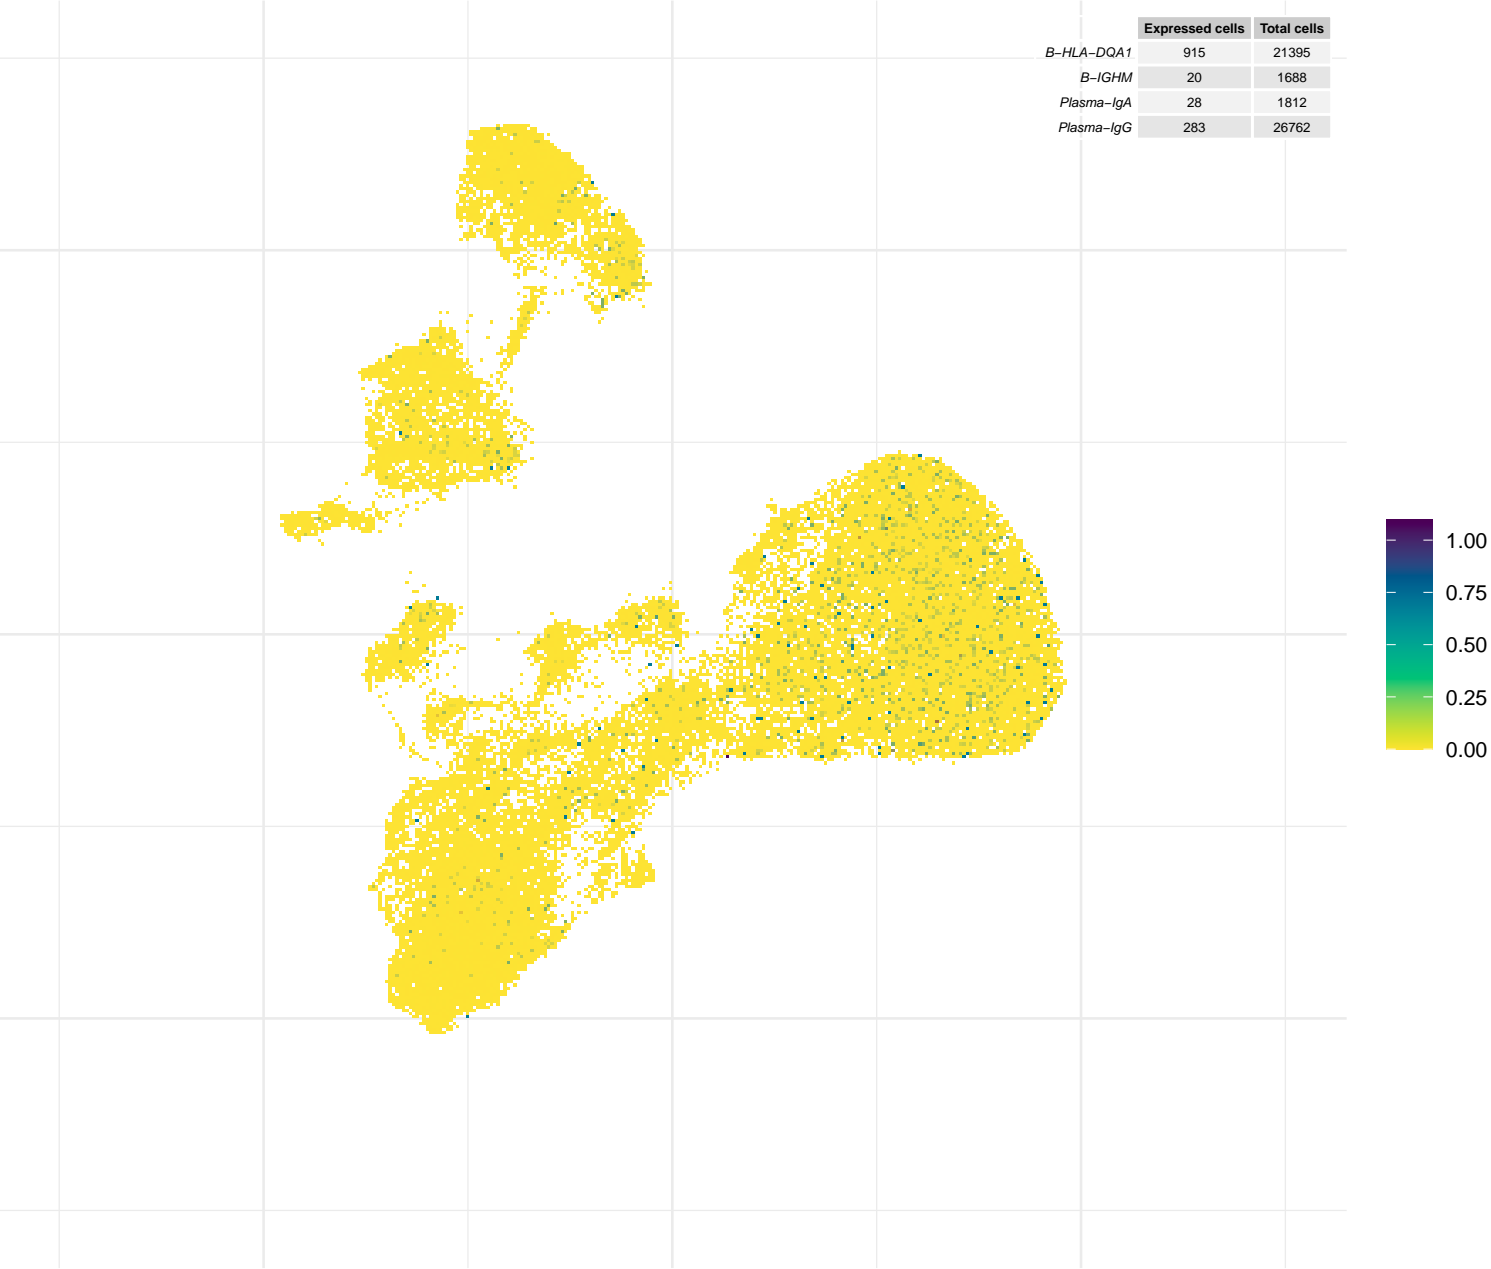 Expressed cells Total cells
B−HLA−DQA1 915 21395
B−IGHM 20 1688
Plasma−IgA 28 1812
Plasma−IgG 283 26762
1.00
0.75
0.50
0.25
0.00